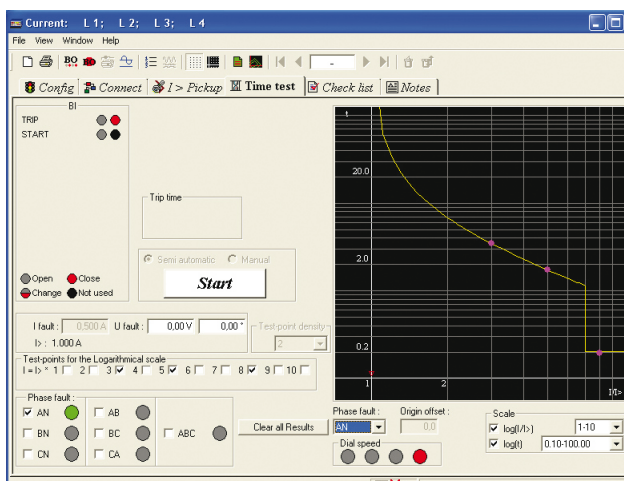 Current: L 1; L 2; L 3; L 4
File View Window Help
BO
-
Config Connect I > Pickup Time test Check list Notes
BI
TRIP
START
Open Close
Change Not used
Trip time
Semi automatic Manual
Start
I fault : 0,500 A U fault : 0,00 V 0,00 °
I> : 1.000 A
Test-point density
2
Test-points for the Logarithmical scale
I = I> * 1 2 3 4 5 6 7 8 9 10
Phase fault :
AN AB
BN BC ABC
CN CA
Clear all Results
t
20.0
2.0
0.2
1 2 I/I>
Phase fault : Origin offset :
AN 0,0
Dial speed
Scale
log(I/I>) 1-10
log(t) 0.10-100.00